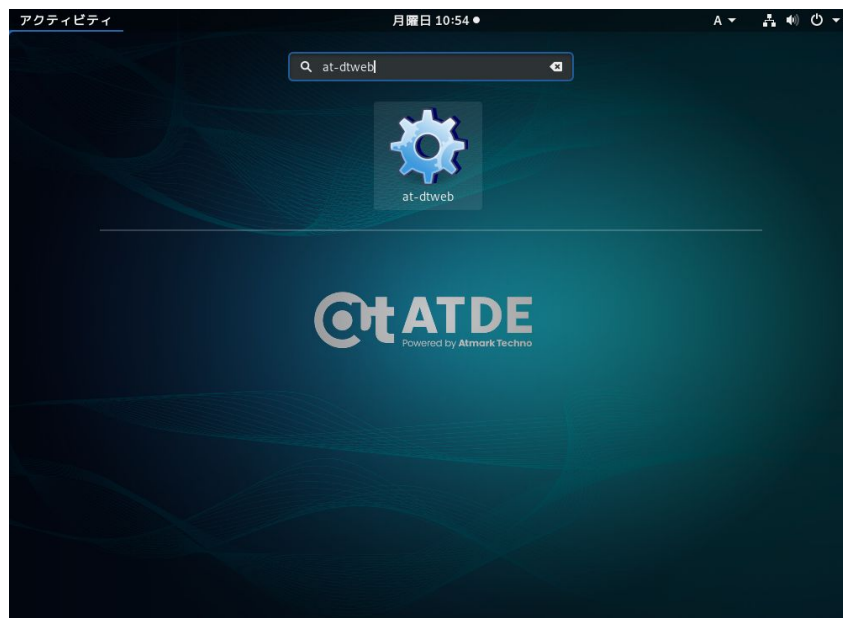 アクティビティ
月曜日 10:54
A
at-dtweb
at-dtweb
at ATDE
Powered by Atmark Techno